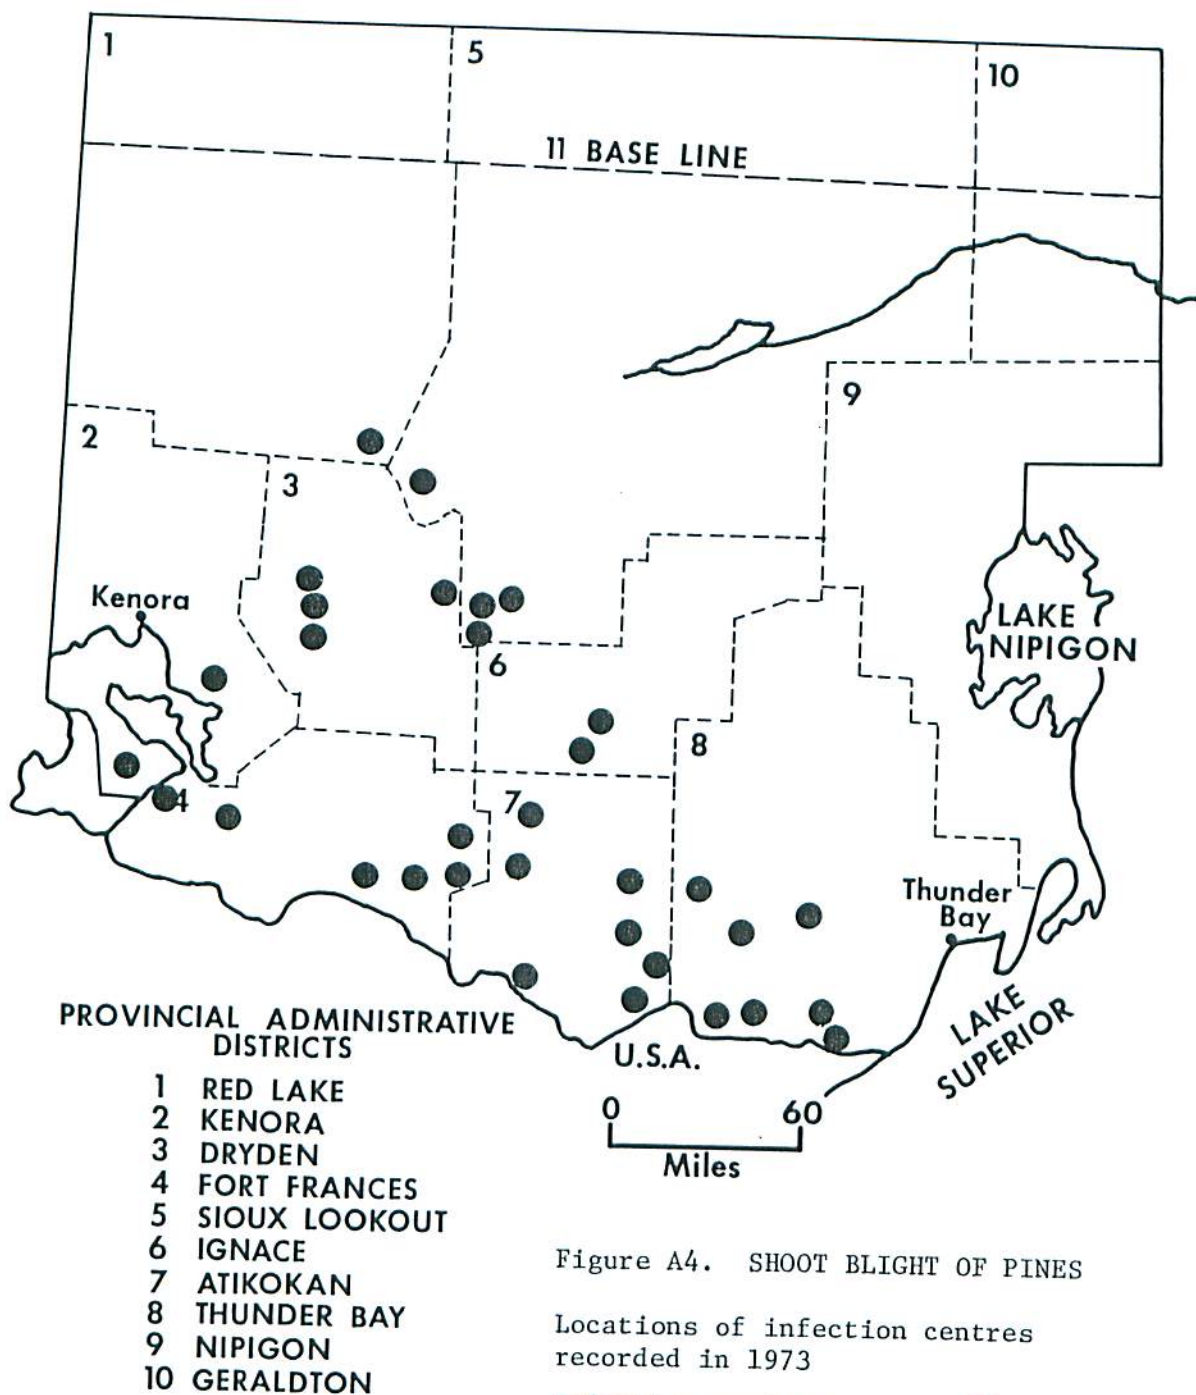 1
5
10
11 BASE LINE
9
2
3
Kenora
LAKE
NIPIGON
6
8
4
7
Thunder
Bay
LAKE
SUPERIOR
U.S.A.
0 60
Miles
PROVINCIAL ADMINISTRATIVE
DISTRICTS
1 RED LAKE
2 KENORA
3 DRYDEN
4 FORT FRANCES
5 SIOUX LOOKOUT
6 IGNACE
7 ATIKOKAN
8 THUNDER BAY
9 NIPIGON
10 GERALDTON
Figure A4. SHOOT BLIGHT OF PINES
Locations of infection centres
recorded in 1973